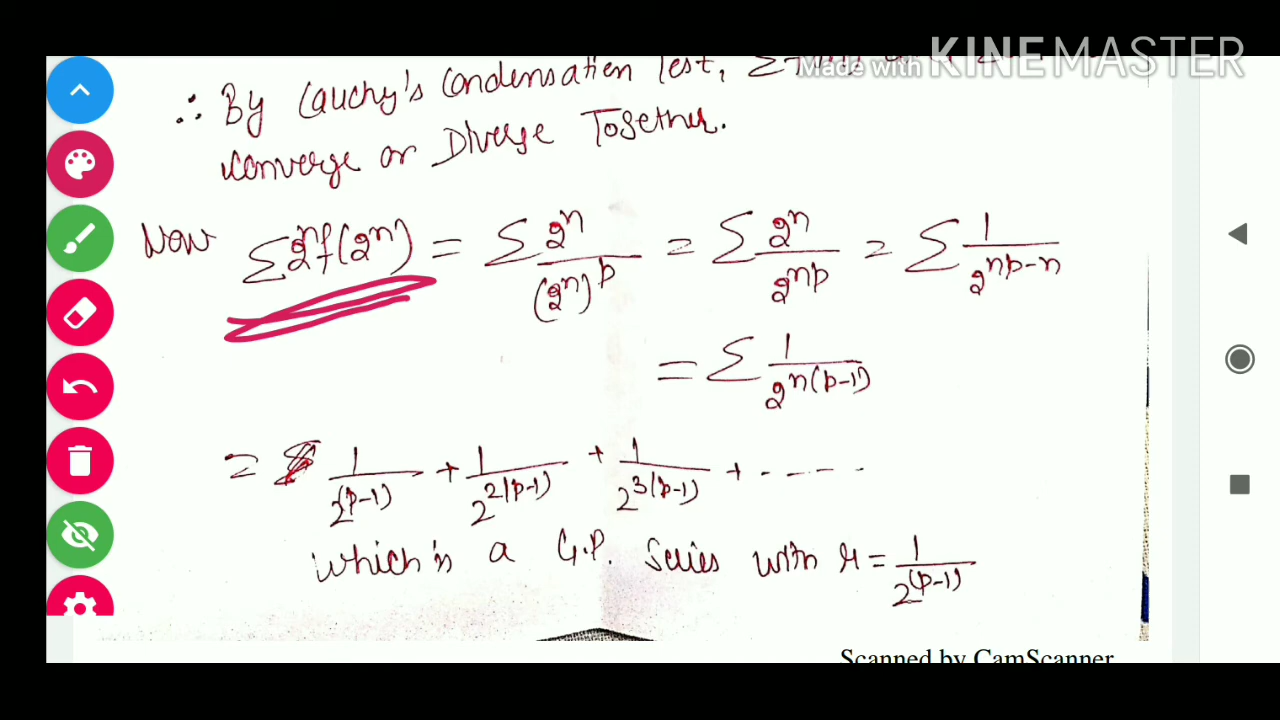 Made with KINEMASTER
∴ By Cauchy's Condensation Test, Σ
Converge or Diverge Together.
Now Σ2ⁿf(2ⁿ) = Σ 2ⁿ/(2ⁿ)ᵖ = Σ 2ⁿ/2ⁿᵖ = Σ 1/2ⁿᵖ⁻ⁿ
= Σ 1/2ⁿ⁽ᵖ⁻¹⁾
= 1/2⁽ᵖ⁻¹⁾ + 1/2²⁽ᵖ⁻¹⁾ + 1/2³⁽ᵖ⁻¹⁾ + -----
which is a G.P. Series with r = 1/2⁽ᵖ⁻¹⁾
Scanned by CamScanner